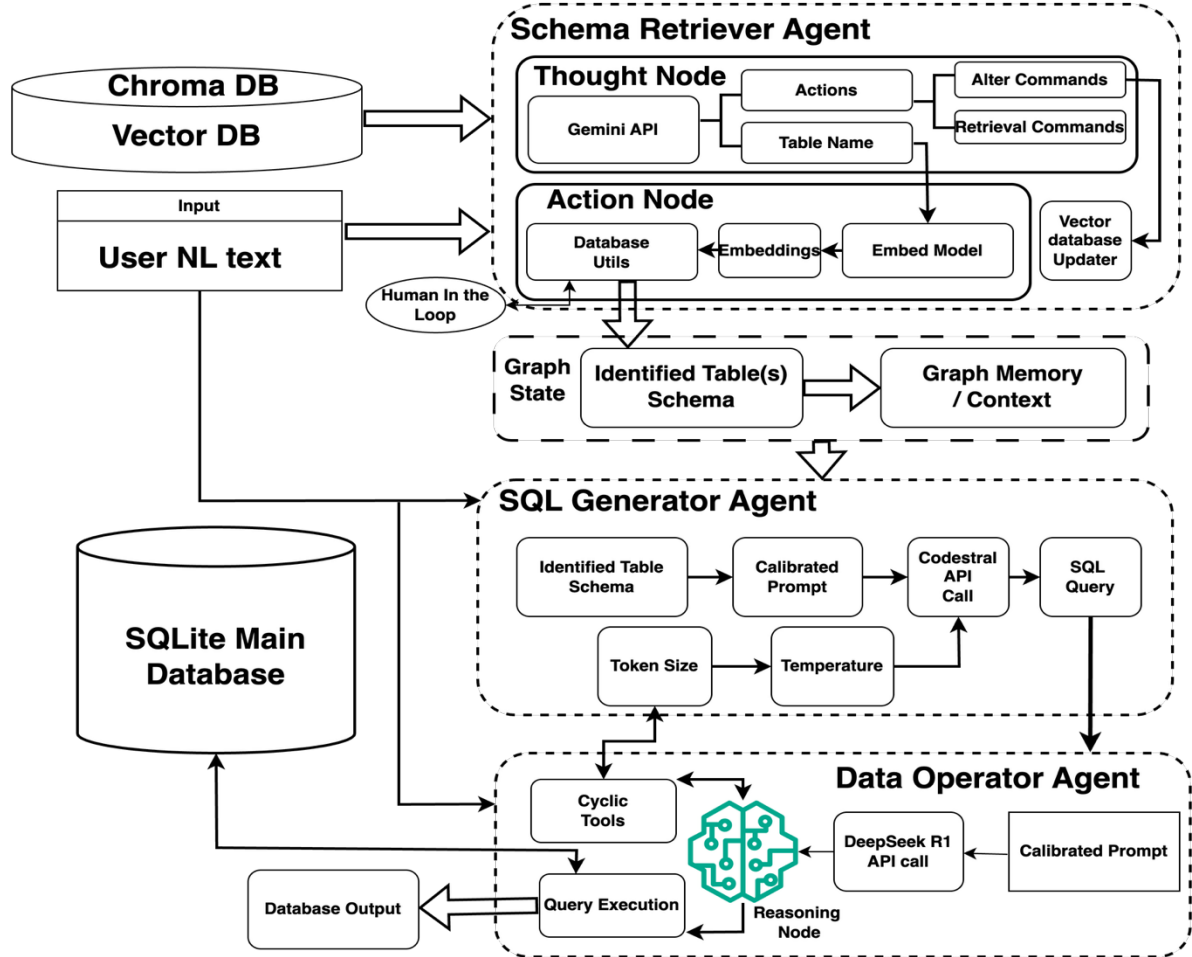 Schema Retriever Agent
Chroma DB
Vector DB
Thought Node
Gemini API
Actions
Table Name
Alter Commands
Retrieval Commands
Input
User NL text
Action Node
Database
Utils
Embeddings
Embed Model
Vector
database
Updater
Human In the
Loop
Graph
State
Identified Table(s)
Schema
Graph Memory
/ Context
SQL Generator Agent
Identified Table
Schema
Calibrated
Prompt
Codestral
API
Call
SQL
Query
Token Size
Temperature
SQLite Main
Database
Data Operator Agent
Cyclic
Tools
DeepSeek R1
API call
Calibrated Prompt
Query Execution
Reasoning
Node
Database Output